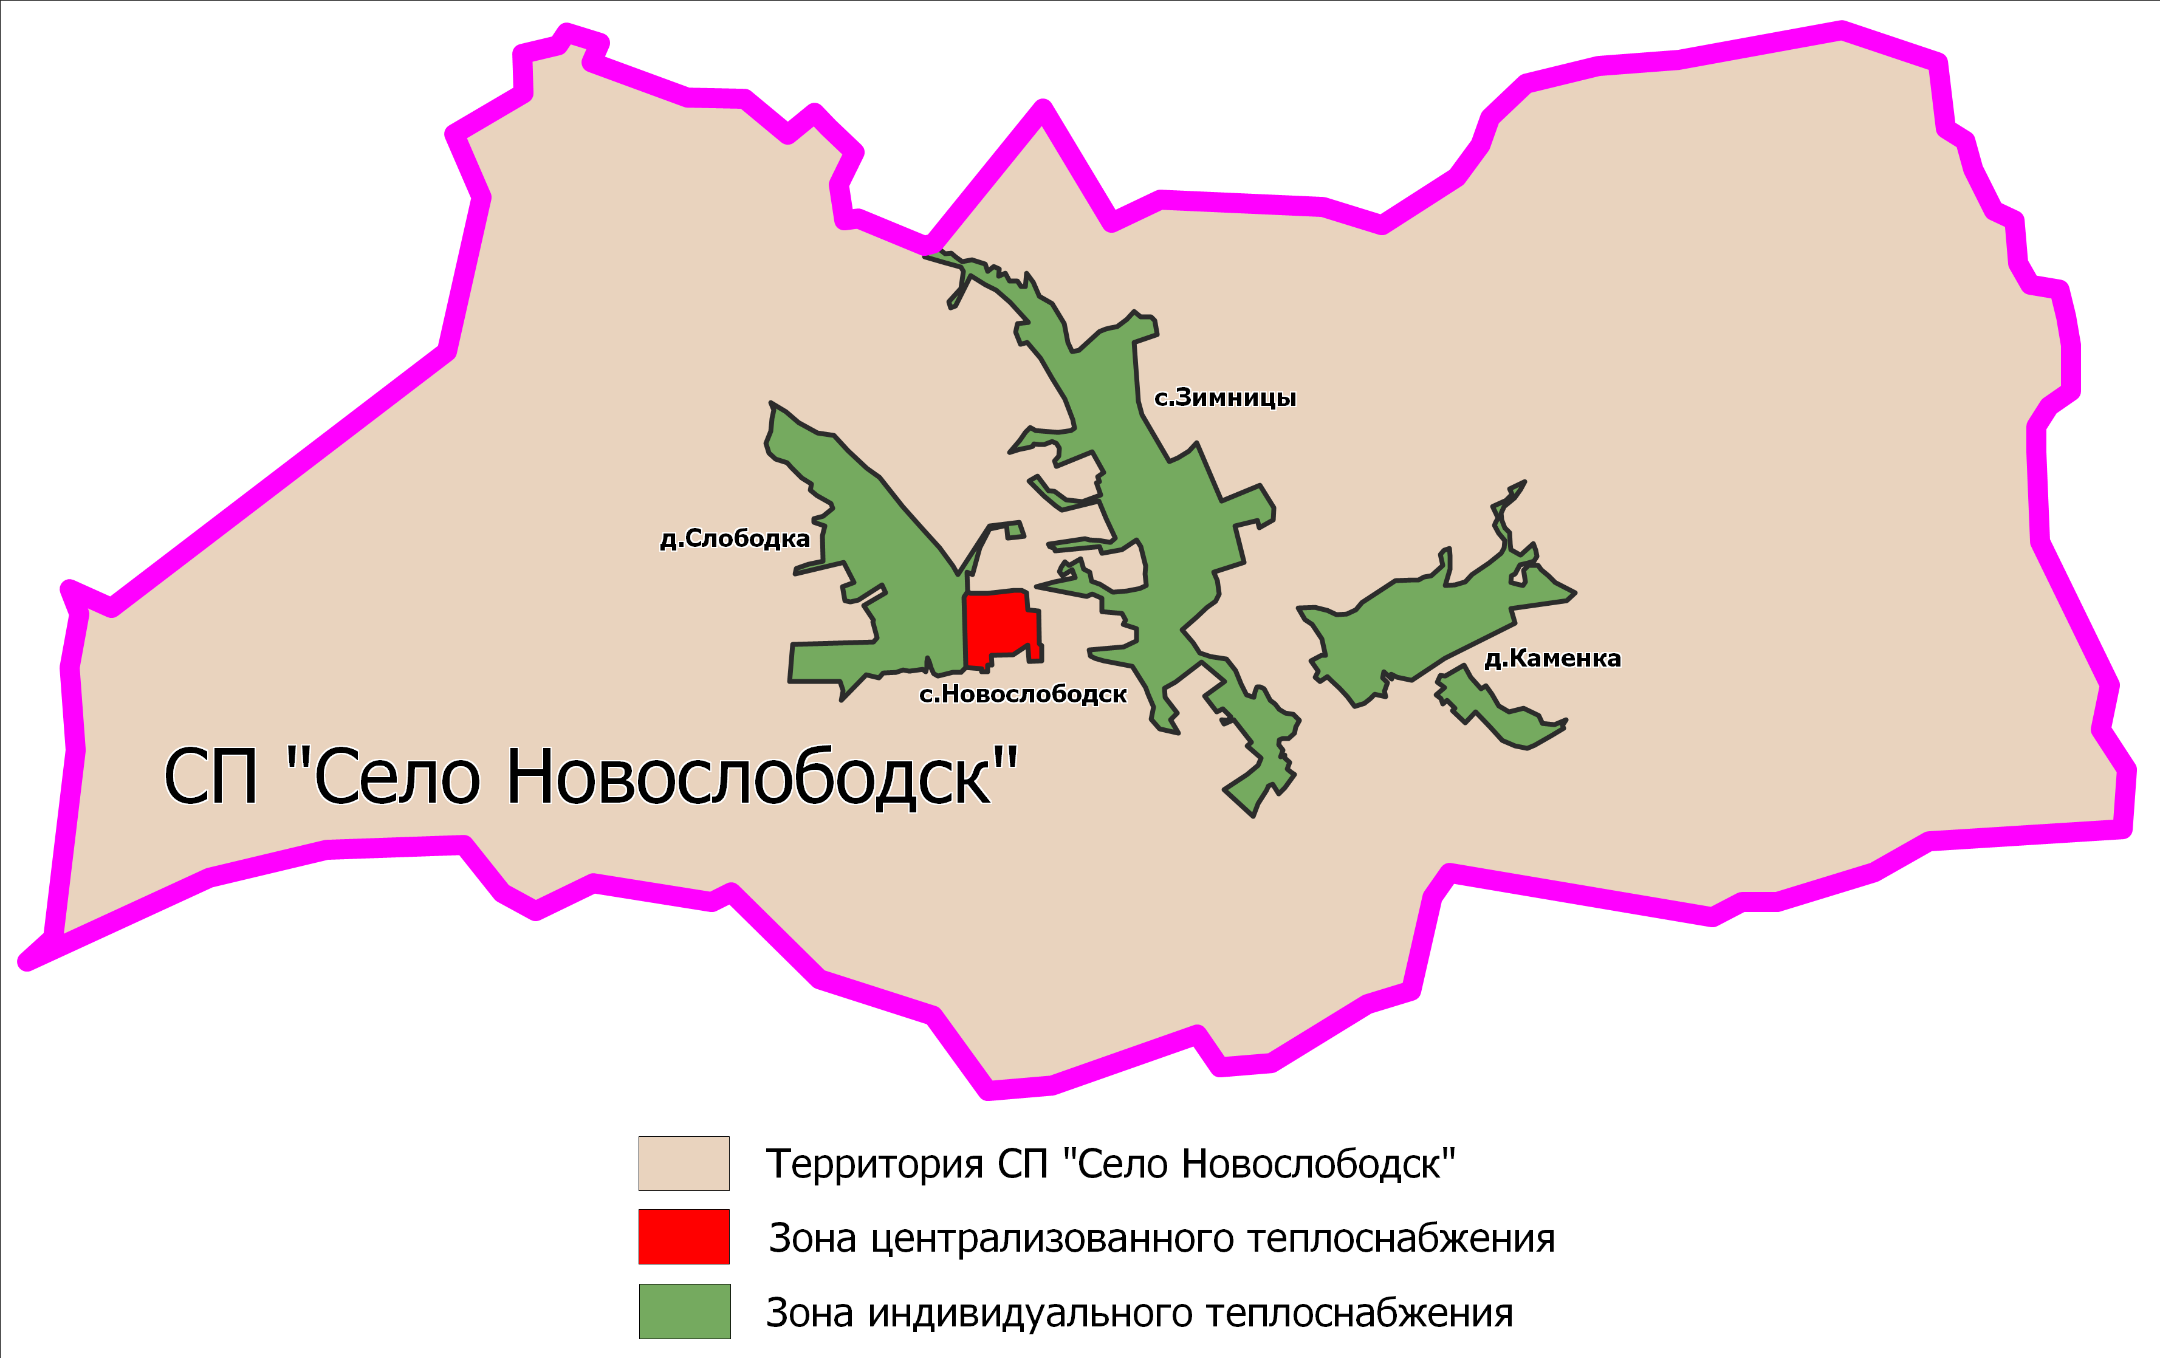 с.Зимницы
д.Слободка
д.Каменка
с.Новослободск
СП "Село Новослободск"
Территория СП "Село Новослободск"
Зона централизованного теплоснабжения
Зона индивидуального теплоснабжения